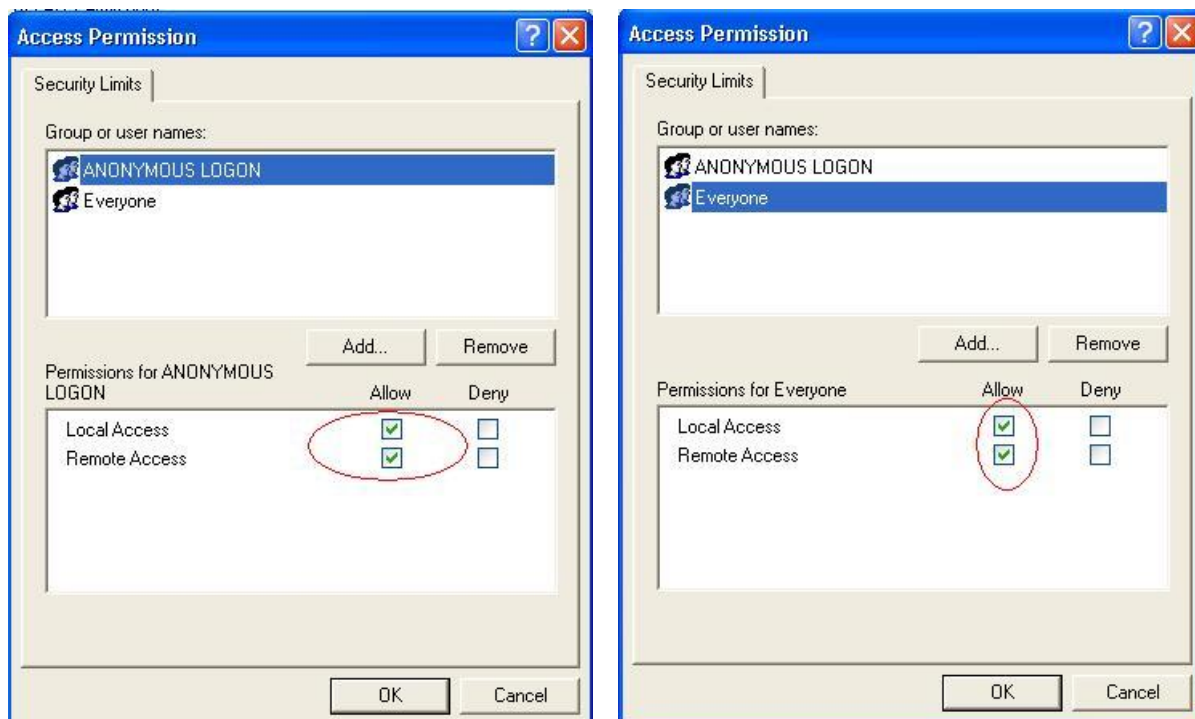 Access Permission
Security Limits
Group or user names:
ANONYMOUS LOGON
Everyone
Add... Remove
Permissions for ANONYMOUS
LOGON Allow Deny
Local Access
Remote Access
OK Cancel
Access Permission
Security Limits
Group or user names:
ANONYMOUS LOGON
Everyone
Add... Remove
Permissions for Everyone Allow Deny
Local Access
Remote Access
OK Cancel